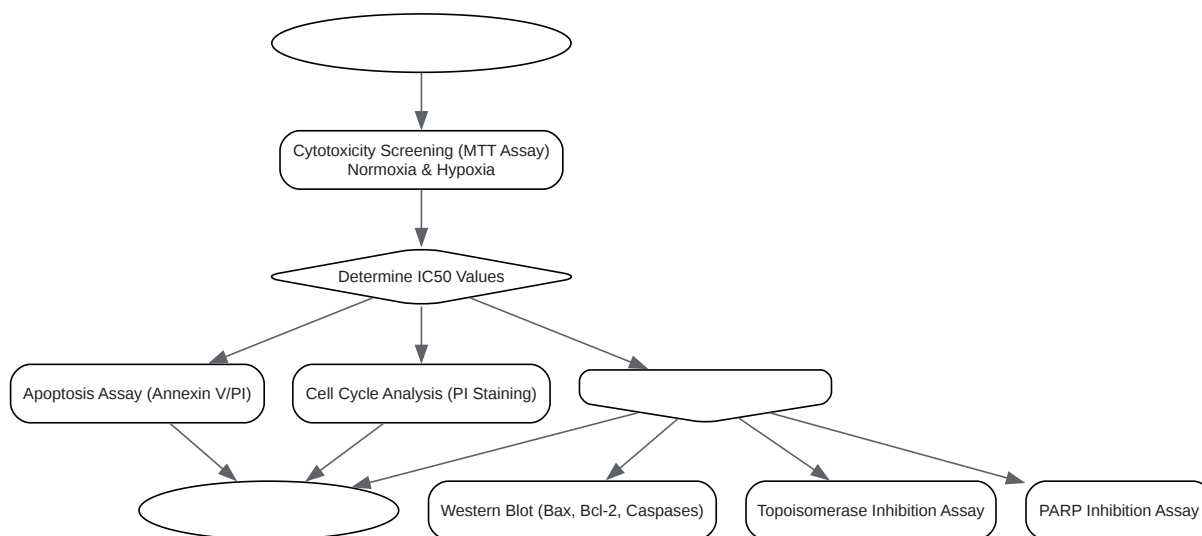 Cytotoxicity Screening (MTT Assay)
Normoxia & Hypoxia
Determine IC50 Values
Apoptosis Assay (Annexin V/PI)
Cell Cycle Analysis (PI Staining)
Western Blot (Bax, Bcl-2, Caspases)
Topoisomerase Inhibition Assay
PARP Inhibition Assay